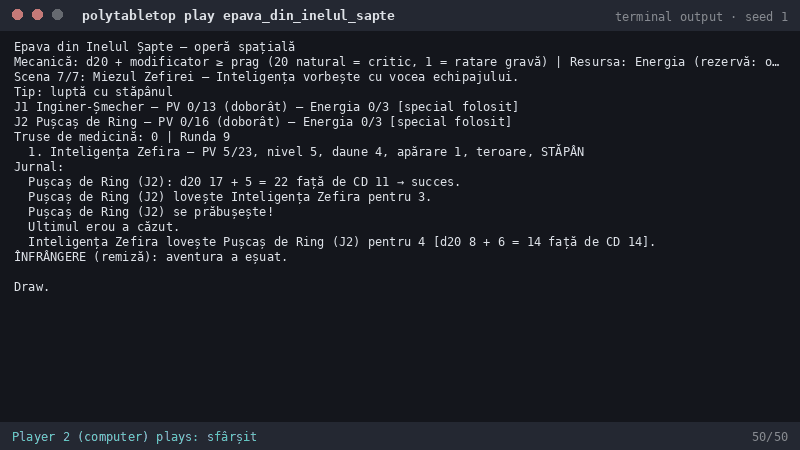 polytabletop play epava_din_inelul_sapte
terminal output · seed 1
Epava din Inelul Șapte — operă spațială
Mecanică: d20 + modificator ≥ prag (20 natural = critic, 1 = ratare gravă) | Resursa: Energia (rezervă: o…
Scena 7/7: Miezul Zefirei — Inteligența vorbește cu vocea echipajului.
Tip: luptă cu stăpânul
J1 Inginer-Șmecher — PV 0/13 (doborât) — Energia 0/3 [special folosit]
J2 Pușcaș de Ring — PV 0/16 (doborât) — Energia 0/3 [special folosit]
Truse de medicină: 0 | Runda 9
1. Inteligența Zefira — PV 5/23, nivel 5, daune 4, apărare 1, teroare, STĂPÂN
Jurnal:
Pușcaș de Ring (J2): d20 17 + 5 = 22 față de CD 11 → succes.
Pușcaș de Ring (J2) lovește Inteligența Zefira pentru 3.
Pușcaș de Ring (J2) se prăbușește!
Ultimul erou a căzut.
Inteligența Zefira lovește Pușcaș de Ring (J2) pentru 4 [d20 8 + 6 = 14 față de CD 14].
ÎNFRÂNGERE (remiză): aventura a eșuat.
Draw.
Player 2 (computer) plays: sfârșit
50/50